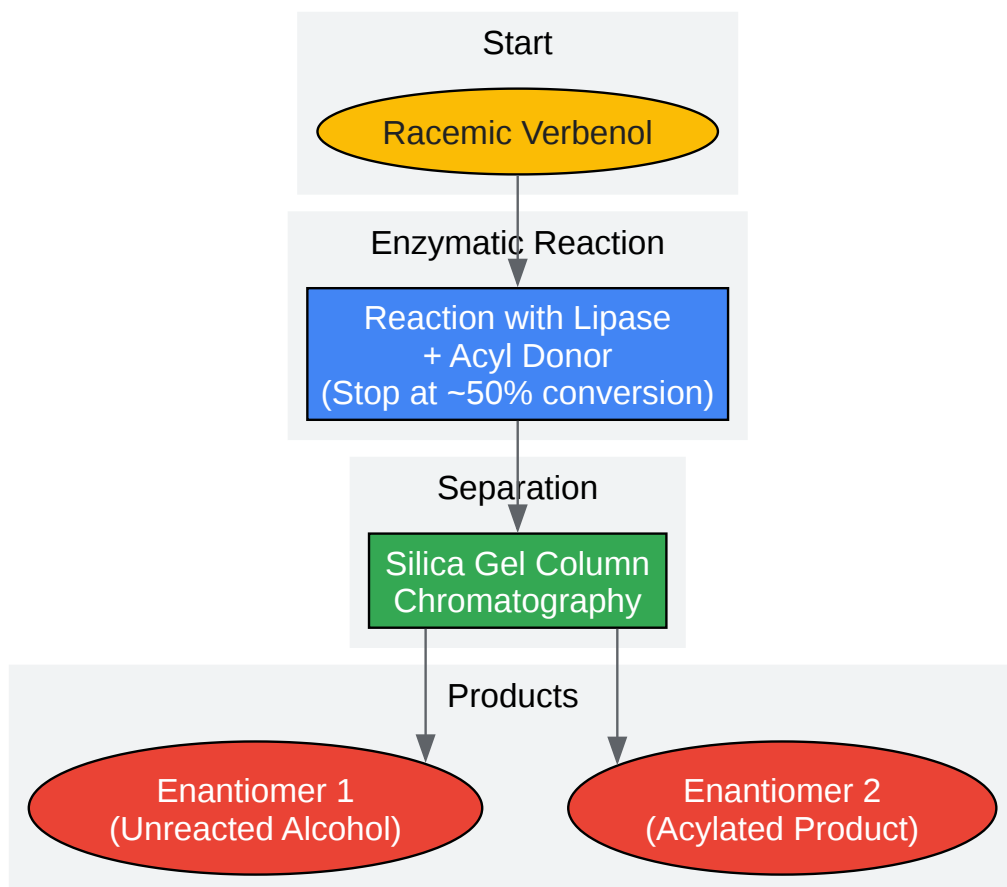 Start
Racemic Verbenol
Enzymatic Reaction
Reaction with Lipase
+ Acyl Donor
(Stop at ~50% conversion)
Separation
Silica Gel Column
Chromatography
Products
Enantiomer 1
(Unreacted Alcohol)
Enantiomer 2
(Acylated Product)